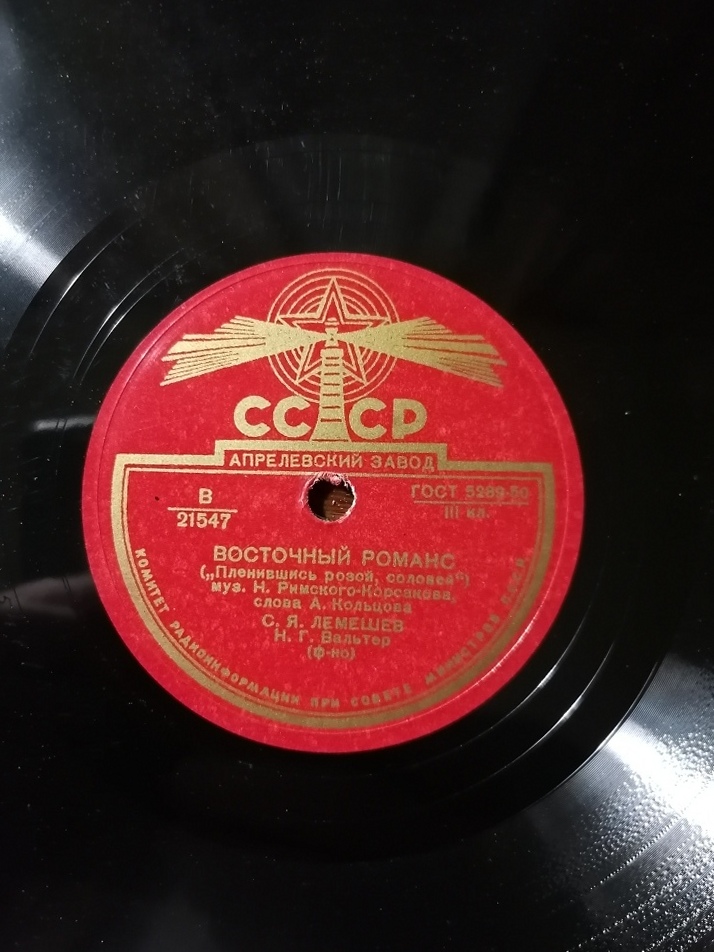 СССР
АПРЕЛЕВСКИЙ ЗАВОД
В
21547
ГОСТ 5289-50
III кл.
ВОСТОЧНЫЙ РОМАНС
(„Пленившись розой, соловей“)
муз. Н. Римского-Корсакова,
слова А. Кольцова
С. Я. ЛЕМЕШЕВ
Н. Г. Вальтер
(ф-но)
КОМИТЕТ РАДИОИНФОРМАЦИИ ПРИ СОВЕТЕ МИНИСТРОВ С.С.С.Р.